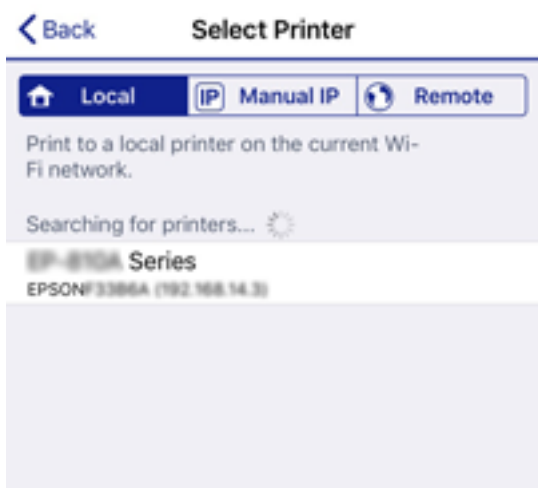 Back Select Printer
Local IP Manual IP Remote
Print to a local printer on the current Wi-
Fi network.
Searching for printers...
Series
EPSON